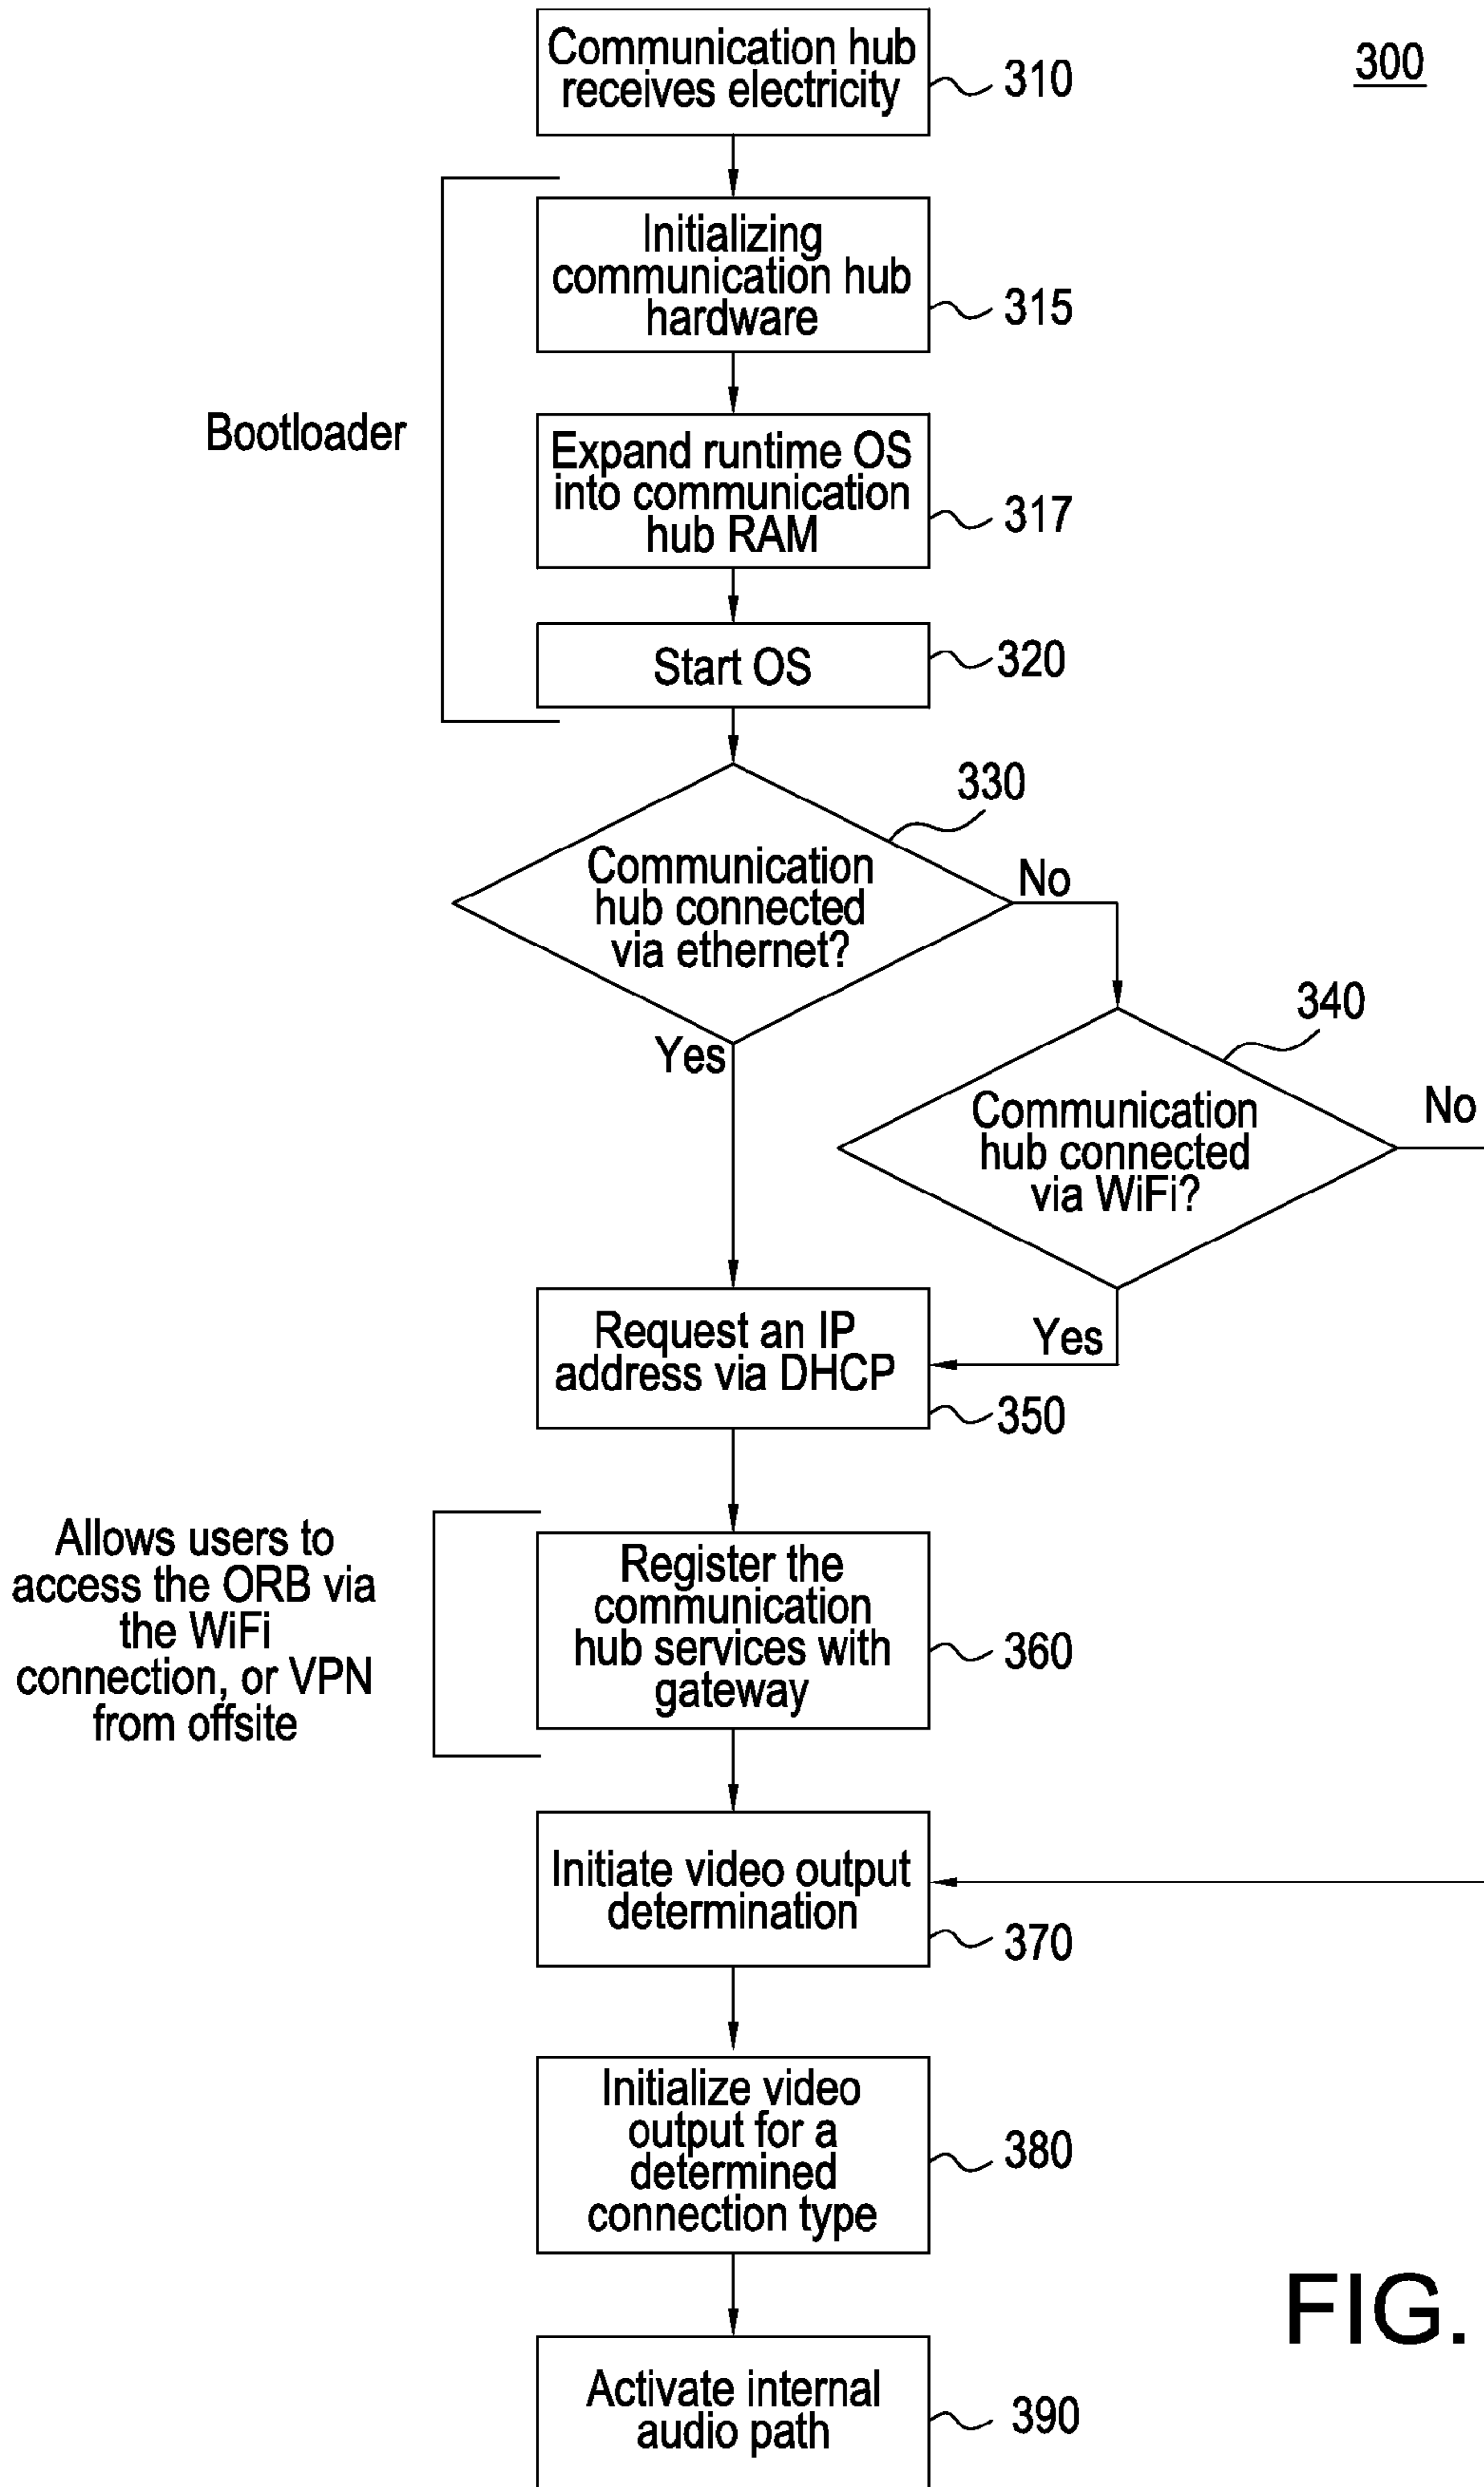 300
Communication hub
receives electricity
310
Initializing
communication hub
hardware
315
Bootloader
Expand runtime OS
into communication
hub RAM
317
Start OS
320
330
Communication
hub connected
via ethernet?
No
Yes
340
Communication
hub connected
via WiFi?
No
Yes
Request an IP
address via DHCP
350
Allows users to
access the ORB via
the WiFi
connection, or VPN
from offsite
Register the
communication
hub services with
gateway
360
Initiate video output
determination
370
Initialize video
output for a
determined
connection type
380
Activate internal
audio path
390
FIG.